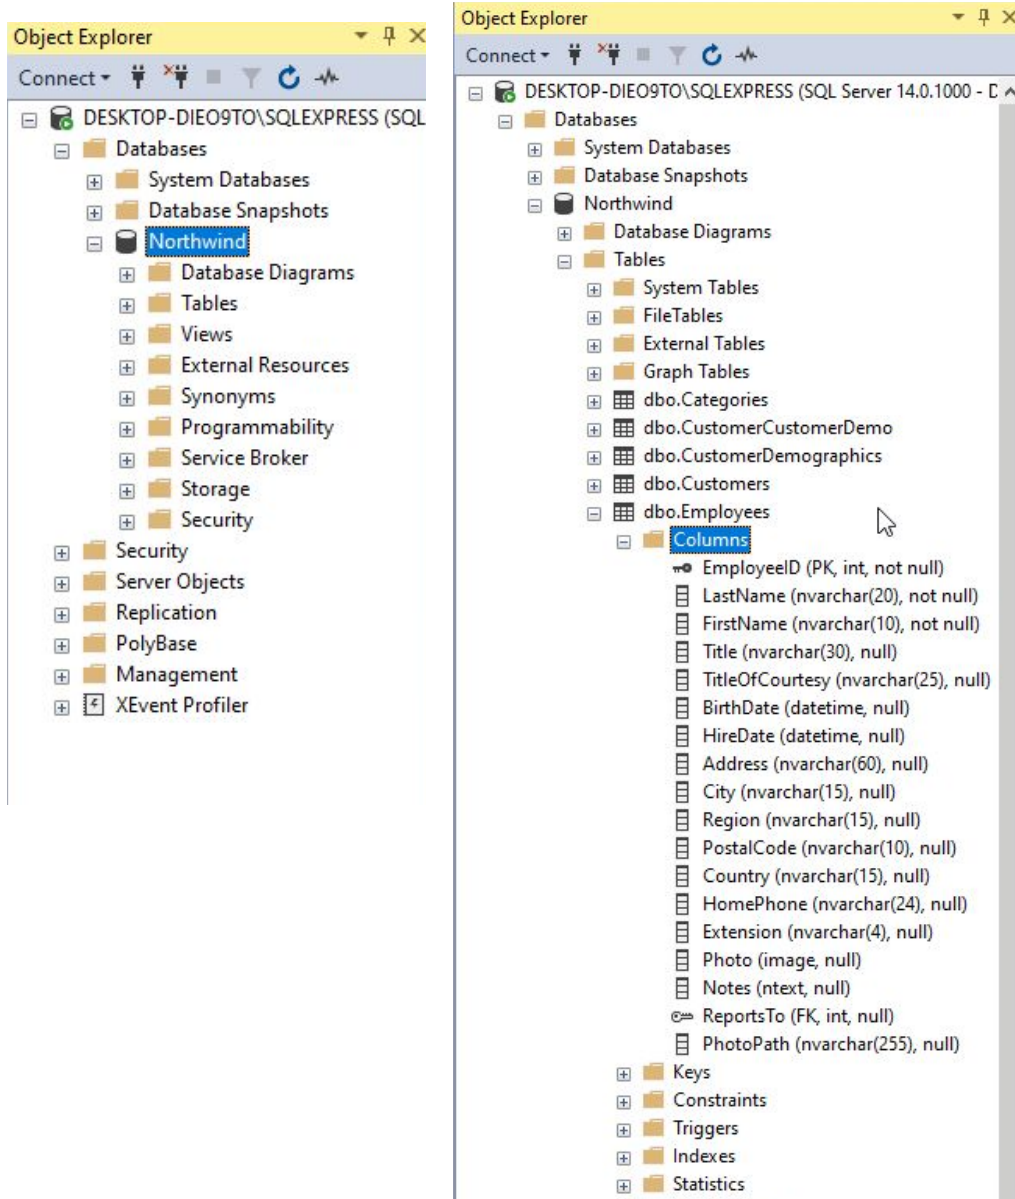 Object Explorer
Connect
DESKTOP-DIEO9TO\SQLEXPRESS (SQL
Databases
System Databases
Database Snapshots
Northwind
Database Diagrams
Tables
Views
External Resources
Synonyms
Programmability
Service Broker
Storage
Security
Security
Server Objects
Replication
PolyBase
Management
XEvent Profiler
Object Explorer
Connect
DESKTOP-DIEO9TO\SQLEXPRESS (SQL Server 14.0.1000 - D
Databases
System Databases
Database Snapshots
Northwind
Database Diagrams
Tables
System Tables
FileTables
External Tables
Graph Tables
dbo.Categories
dbo.CustomerCustomerDemo
dbo.CustomerDemographics
dbo.Customers
dbo.Employees
Columns
EmployeeID (PK, int, not null)
LastName (nvarchar(20), not null)
FirstName (nvarchar(10), not null)
Title (nvarchar(30), null)
TitleOfCourtesy (nvarchar(25), null)
BirthDate (datetime, null)
HireDate (datetime, null)
Address (nvarchar(60), null)
City (nvarchar(15), null)
Region (nvarchar(15), null)
PostalCode (nvarchar(10), null)
Country (nvarchar(15), null)
HomePhone (nvarchar(24), null)
Extension (nvarchar(4), null)
Photo (image, null)
Notes (ntext, null)
ReportsTo (FK, int, null)
PhotoPath (nvarchar(255), null)
Keys
Constraints
Triggers
Indexes
Statistics